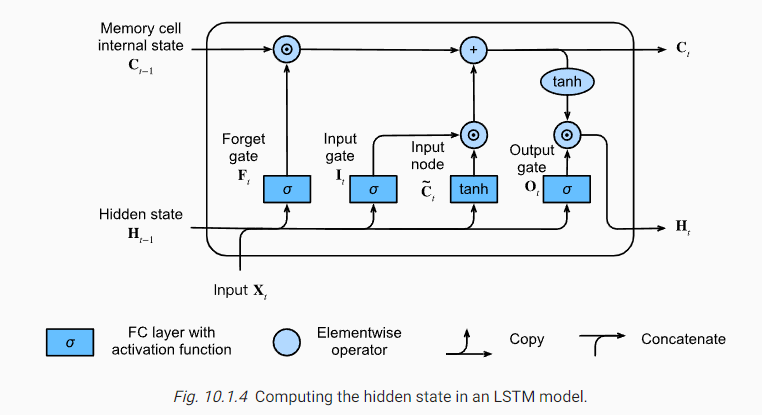 Memory cell
internal state
C_{t−1}
C_t
tanh
Forget
gate
F_t
Input
gate
I_t
Input
node
C̃_t
Output
gate
O_t
σ
σ
tanh
σ
Hidden state
H_{t−1}
H_t
Input X_t
σ
FC layer with
activation function
Elementwise
operator
Copy
Concatenate
Fig. 10.1.4 Computing the hidden state in an LSTM model.